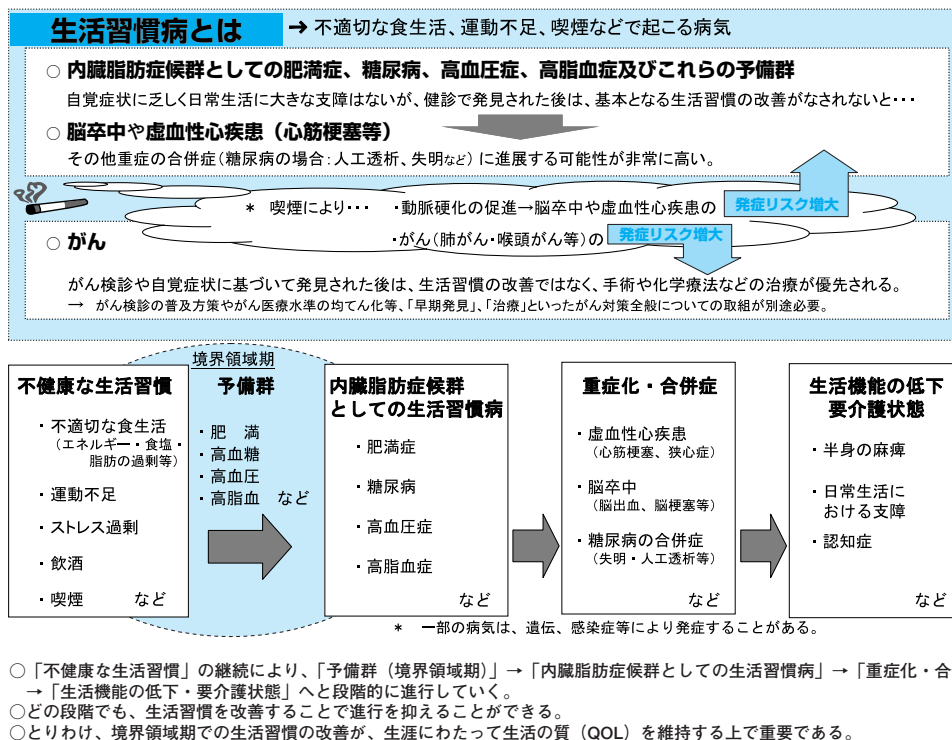 生活習慣病とは
→ 不適切な食生活、運動不足、喫煙などで起こる病気
○ 内臓脂肪症候群としての肥満症、糖尿病、高血圧症、高脂血症及びこれらの予備群
自覚症状に乏しく日常生活に大きな支障はないが、健診で発見された後は、基本となる生活習慣の改善がなされないと・・・
○ 脳卒中や虚血性心疾患（心筋梗塞等）
その他重症の合併症（糖尿病の場合：人工透析、失明など）に進展する可能性が非常に高い。
* 喫煙により・・・ ・動脈硬化の促進→脳卒中や虚血性心疾患の 発症リスク増大
・がん（肺がん・喉頭がん等）の 発症リスク増大
○ がん
がん検診や自覚症状に基づいて発見された後は、生活習慣の改善ではなく、手術や化学療法などの治療が優先される。
→ がん検診の普及方策やがん医療水準の均てん化等、「早期発見」、「治療」といったがん対策全般についての取組が別途必要。
不健康な生活習慣
・不適切な食生活
（エネルギー・食塩・
脂肪の過剰等）
・運動不足
・ストレス過剰
・飲酒
・喫煙 など
境界領域期
予備群
・肥 満
・高血糖
・高血圧
・高脂血 など
内臓脂肪症候群
としての生活習慣病
・肥満症
・糖尿病
・高血圧症
・高脂血症
など
重症化・合併症
・虚血性心疾患
（心筋梗塞、狭心症）
・脳卒中
（脳出血、脳梗塞等）
・糖尿病の合併症
（失明・人工透析等）
など
生活機能の低下
要介護状態
・半身の麻痺
・日常生活に
おける支障
・認知症
など
* 一部の病気は、遺伝、感染症等により発症することがある。
○「不健康な生活習慣」の継続により、「予備群（境界領域期）」→「内臓脂肪症候群としての生活習慣病」→「重症化・合
→「生活機能の低下・要介護状態」へと段階的に進行していく。
○どの段階でも、生活習慣を改善することで進行を抑えることができる。
○とりわけ、境界領域期での生活習慣の改善が、生涯にわたって生活の質（QOL）を維持する上で重要である。